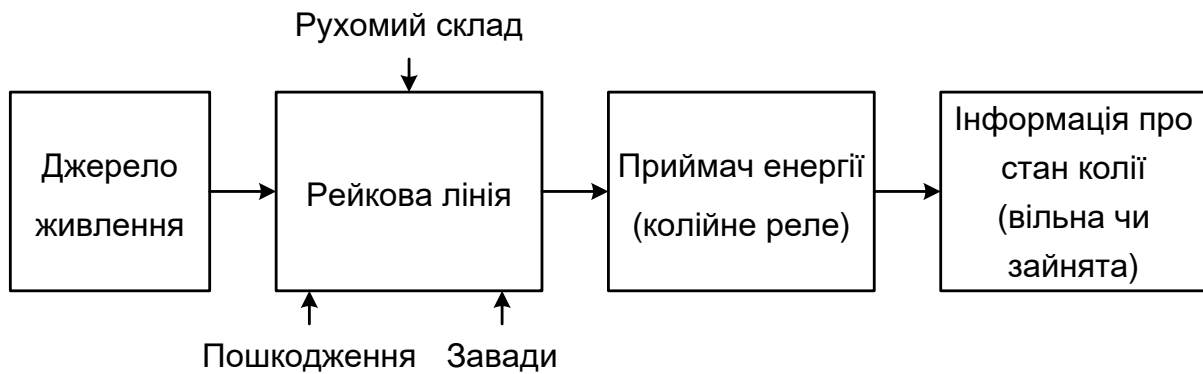 Рухомий склад
Джерело
живлення
Рейкова лінія
Приймач енергії
(колійне реле)
Інформація про
стан колії
(вільна чи
зайнята)
Пошкодження
Завади